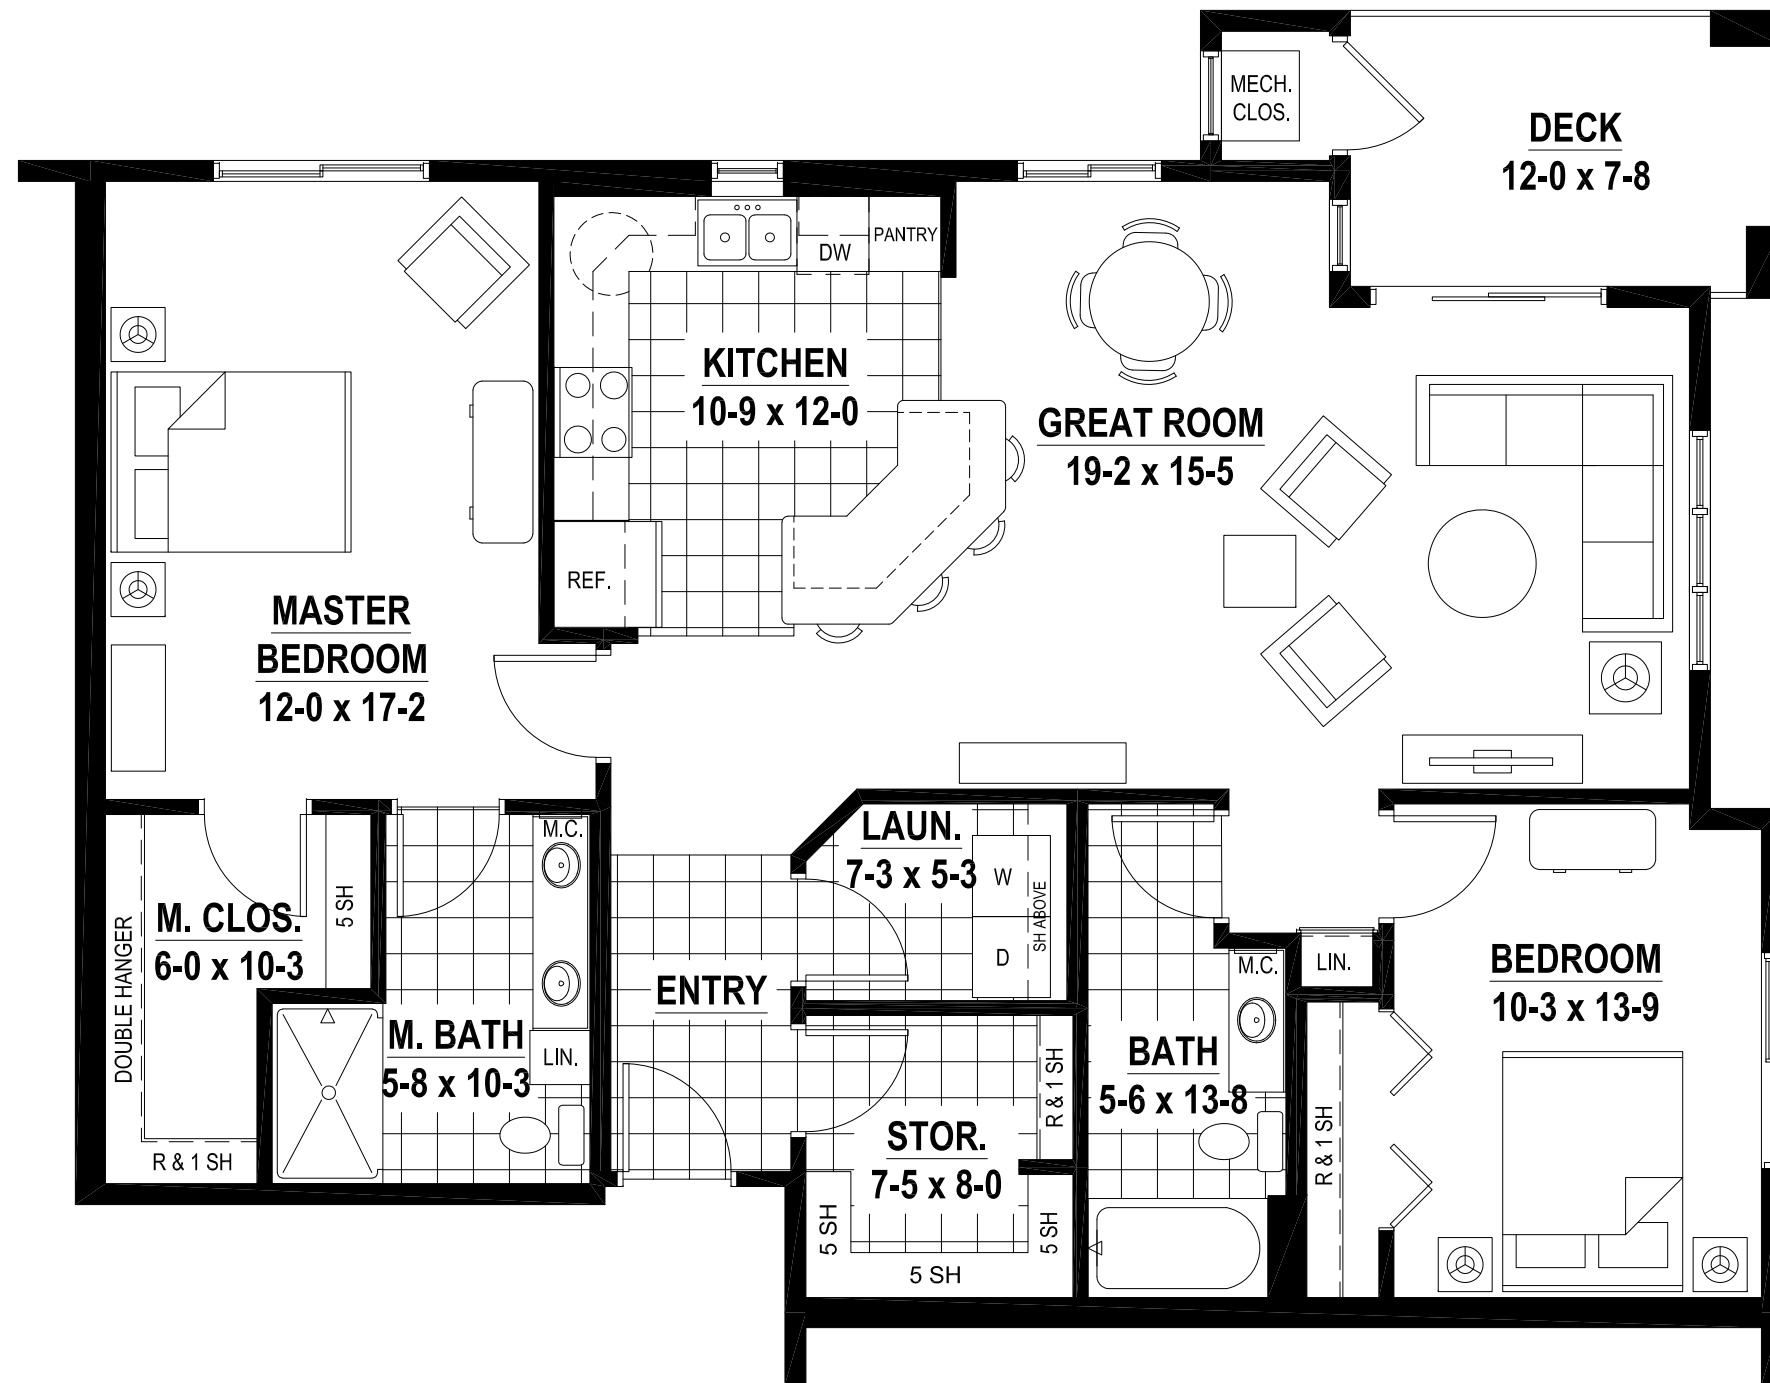 MECH.
CLOS.
DECK
12-0 x 7-8
DW
PANTRY
KITCHEN
10-9 x 12-0
GREAT ROOM
19-2 x 15-5
REF.
MASTER
BEDROOM
12-0 x 17-2
M.C.
LAUN.
7-3 x 5-3
W
D
SH ABOVE
5 SH
M. CLOS.
6-0 x 10-3
DOUBLE HANGER
R & 1 SH
M. BATH
5-8 x 10-3
LIN.
ENTRY
STOR.
7-5 x 8-0
R & 1 SH
5 SH
5 SH
5 SH
M.C.
BATH
5-6 x 13-8
LIN.
R & 1 SH
BEDROOM
10-3 x 13-9